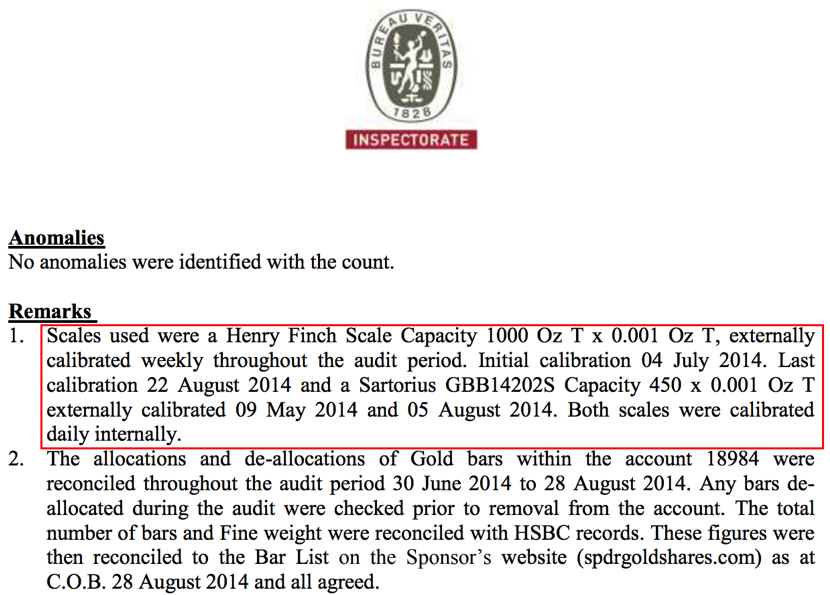 BUREAU VERITAS
1828
INSPECTORATE
Anomalies
No anomalies were identified with the count.
Remarks
1. Scales used were a Henry Finch Scale Capacity 1000 Oz T x 0.001 Oz T, externally
calibrated weekly throughout the audit period. Initial calibration 04 July 2014. Last
calibration 22 August 2014 and a Sartorius GBB14202S Capacity 450 x 0.001 Oz T
externally calibrated 09 May 2014 and 05 August 2014. Both scales were calibrated
daily internally.
2. The allocations and de-allocations of Gold bars within the account 18984 were
reconciled throughout the audit period 30 June 2014 to 28 August 2014. Any bars de-
allocated during the audit were checked prior to removal from the account. The total
number of bars and Fine weight were reconciled with HSBC records. These figures were
then reconciled to the Bar List on the Sponsor’s website (spdrgoldshares.com) as at
C.O.B. 28 August 2014 and all agreed.